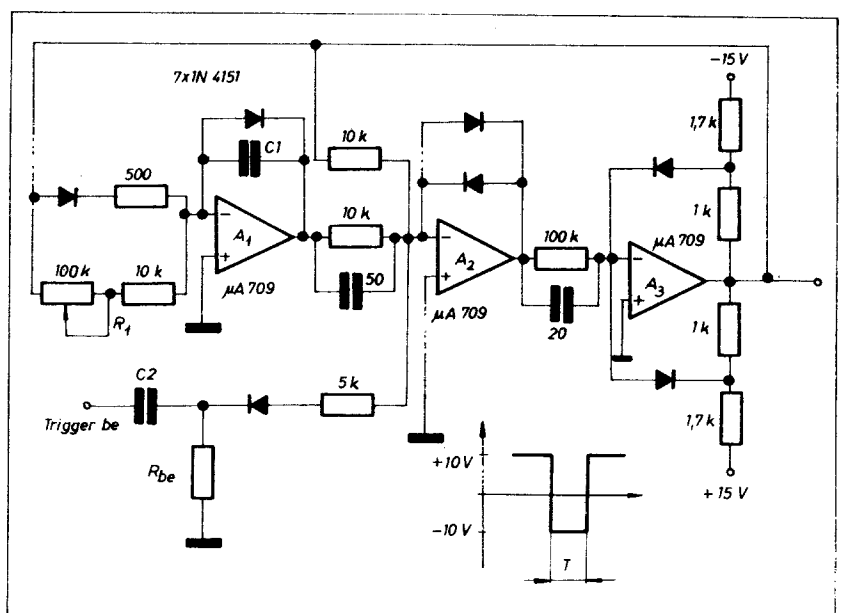 7x1N 4151
-15 V
1,7 k
C1
10 k
500
10 k
1 k
-
A1
+
-
A2
+
100 k
μA 709
-
A3
+
100 k
10 k
R1
μA 709
50
μA 709
20
1 k
C2
5 k
Trigger be
Rbe
1,7 k
+10 V
+15 V
-10 V
T